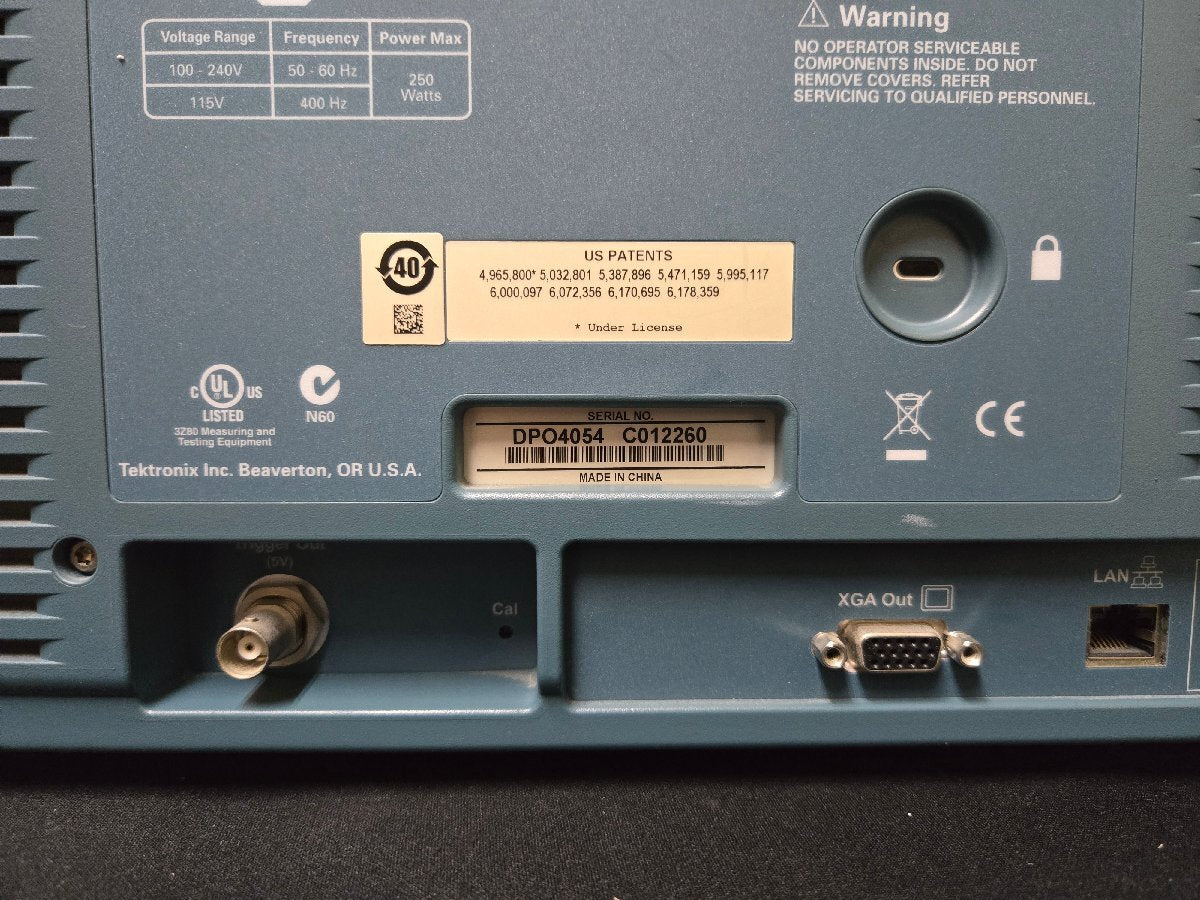 Voltage Range Frequency Power Max
100 - 240V 50 - 60 Hz 250 Watts
115V 400 Hz
Warning
NO OPERATOR SERVICEABLE
COMPONENTS INSIDE. DO NOT
REMOVE COVERS. REFER
SERVICING TO QUALIFIED PERSONNEL.
40
US PATENTS
4,965,800* 5,032,801 5,387,896 5,471,159 5,995,117
6,000,097 6,072,356 6,170,695 6,178,359
* Under License
C UL US
LISTED
3Z80 Measuring and
Testing Equipment
N60
Tektronix Inc. Beaverton, OR U.S.A.
SERIAL NO.
DPO4054 C012260
MADE IN CHINA
CE
Trigger Out
(5V)
Cal
XGA Out
LAN